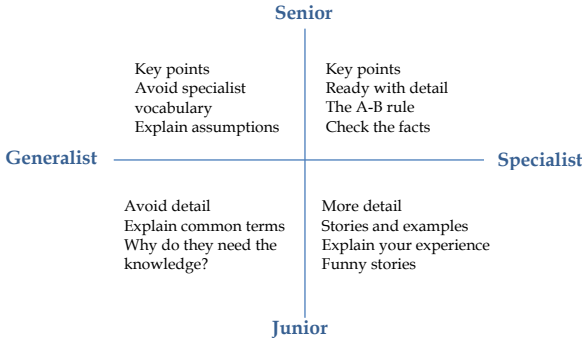 Senior
Key points
Avoid specialist
vocabulary
Explain assumptions
Key points
Ready with detail
The A-B rule
Check the facts
Generalist
Specialist
Avoid detail
Explain common terms
Why do they need the
knowledge?
More detail
Stories and examples
Explain your experience
Funny stories
Junior